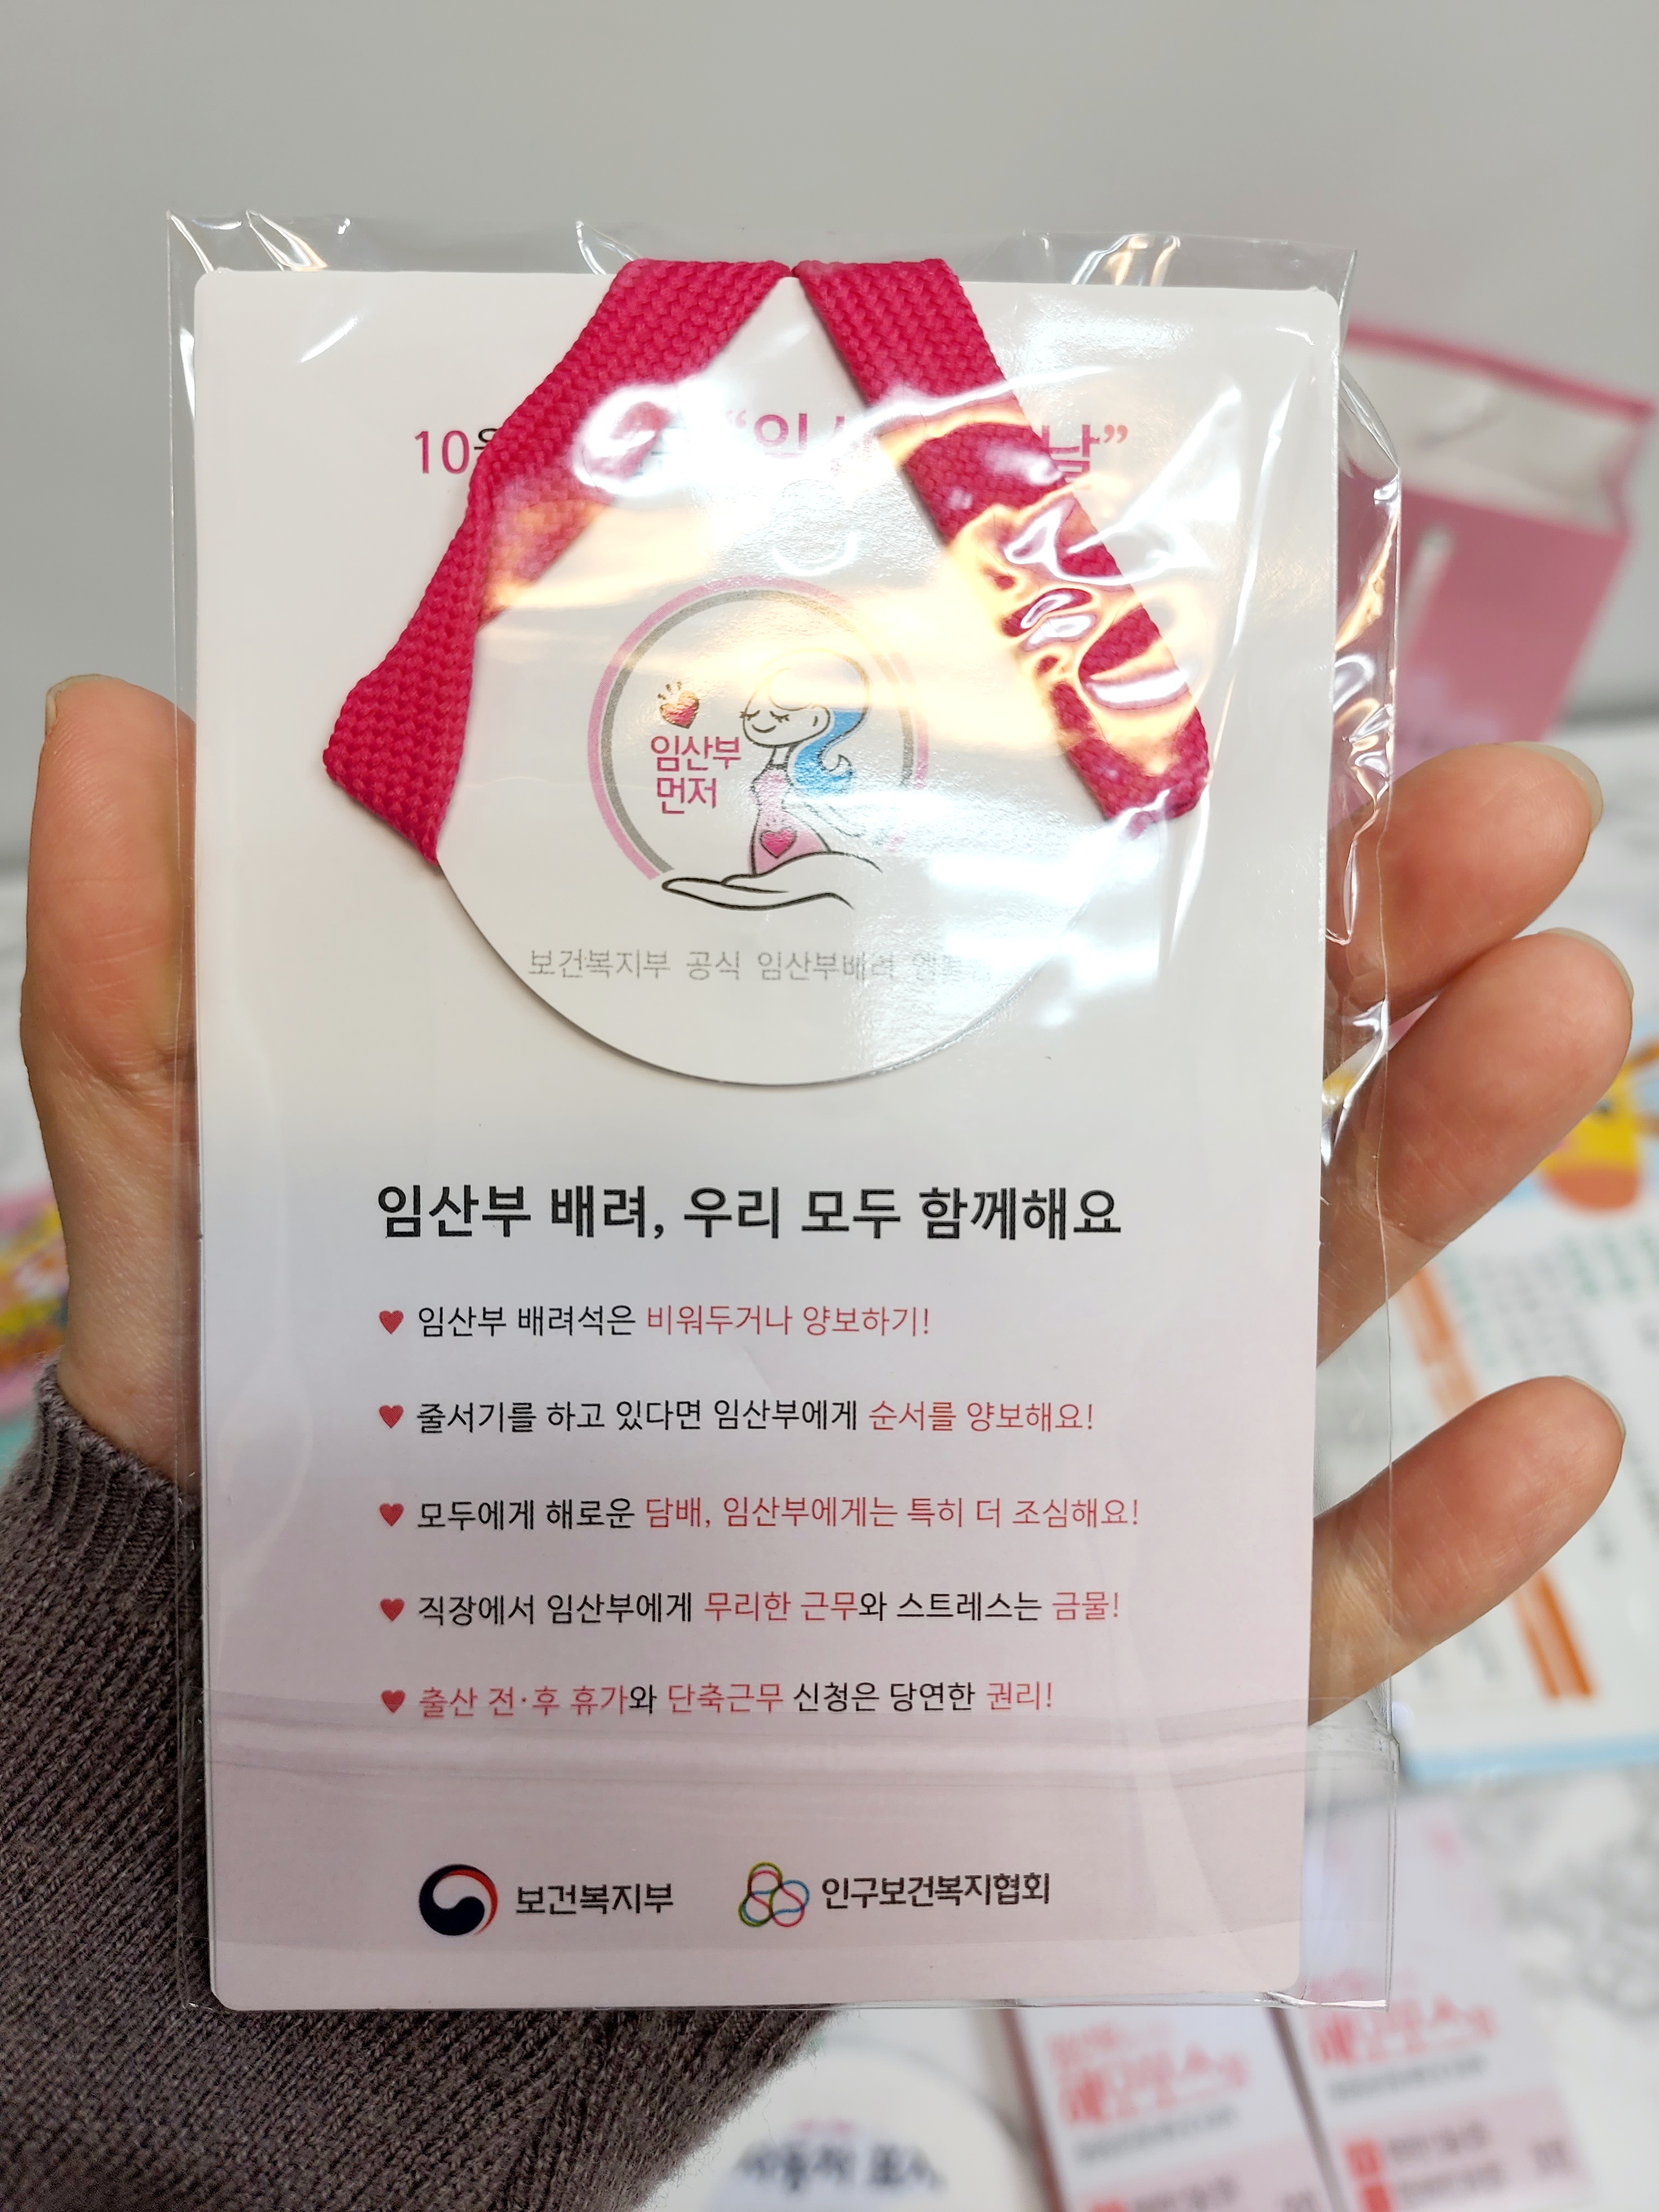 임산부
먼저
보건복지부 공식 임산부배려
임산부 배려, 우리 모두 함께해요
♥ 임산부 배려석은 비워두거나 양보하기!
♥ 줄서기를 하고 있다면 임산부에게 순서를 양보해요!
♥ 모두에게 해로운 담배, 임산부에게는 특히 더 조심해요!
♥ 직장에서 임산부에게 무리한 근무와 스트레스는 금물!
♥ 출산 전·후 휴가와 단축근무 신청은 당연한 권리!
보건복지부 인구보건복지협회